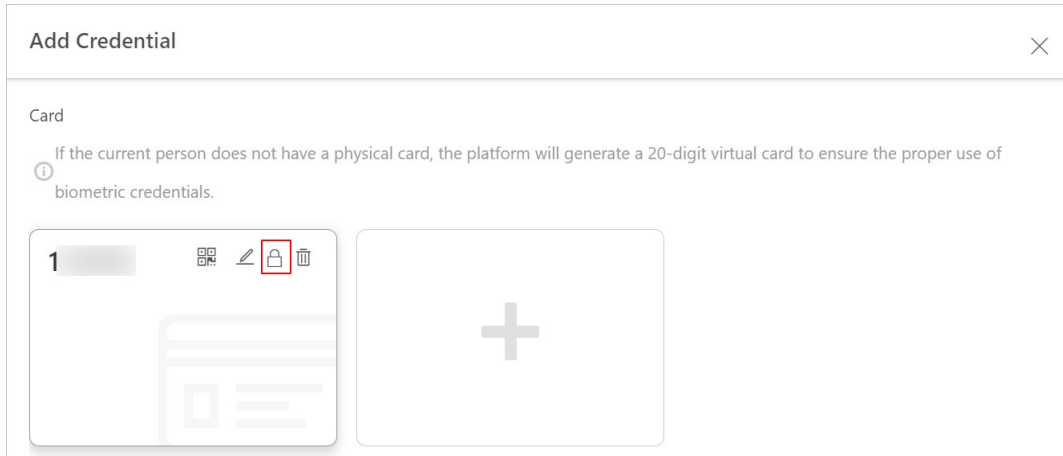 Add Credential
Card
If the current person does not have a physical card, the platform will generate a 20-digit virtual card to ensure the proper use of
biometric credentials.
1